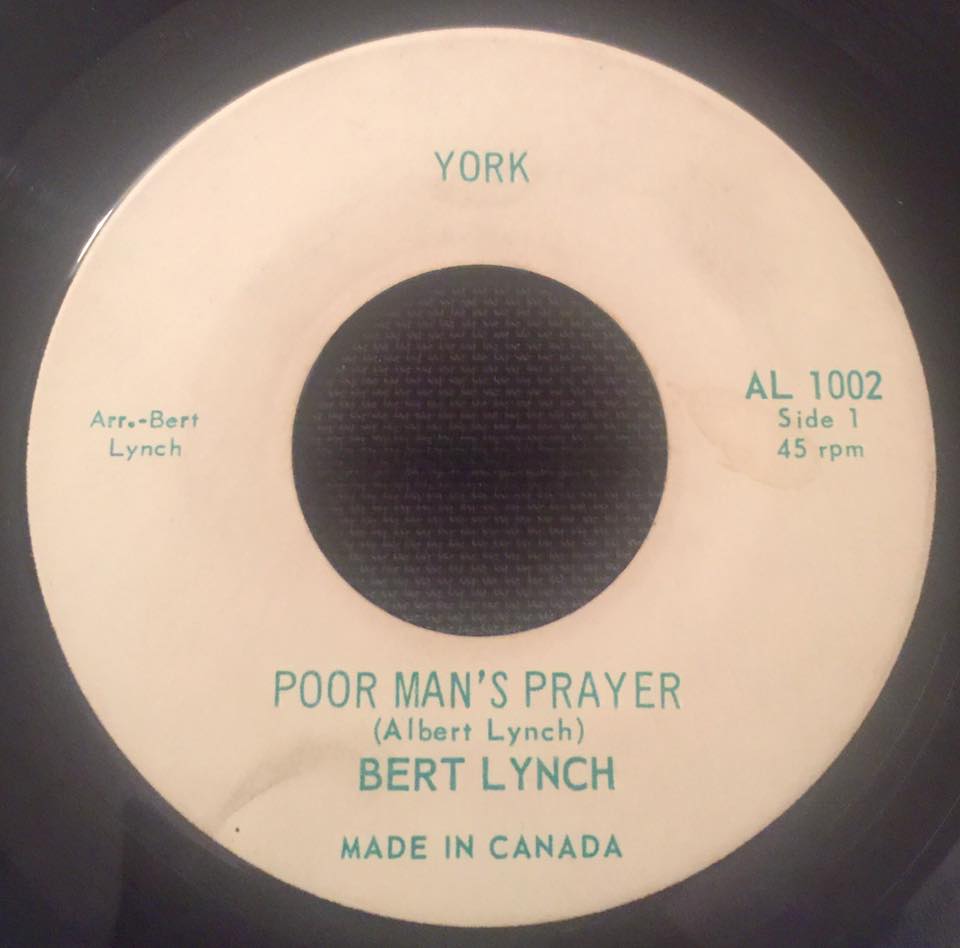 YORK
Arr.-Bert
Lynch
AL 1002
Side 1
45 rpm
POOR MAN'S PRAYER
(Albert Lynch)
BERT LYNCH
MADE IN CANADA